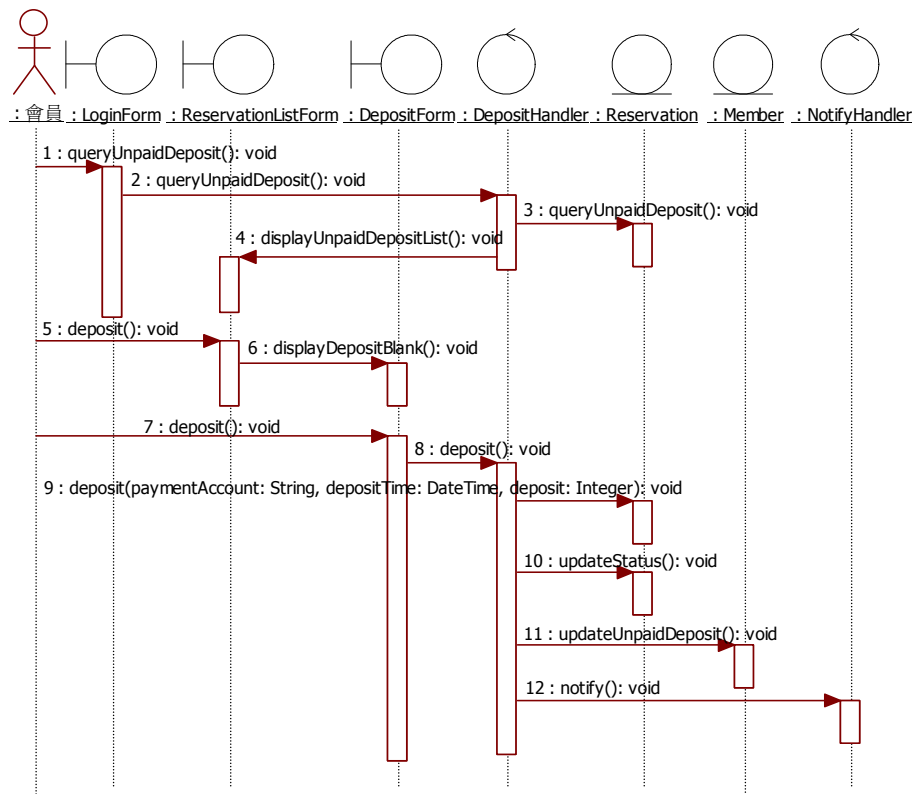 : 會員 : LoginForm : ReservationListForm : DepositForm : DepositHandler : Reservation : Member : NotifyHandler
1 : queryUnpaidDeposit(): void
2 : queryUnpaidDeposit(): void
3 : queryUnpaidDeposit(): void
4 : displayUnpaidDepositList(): void
5 : deposit(): void
6 : displayDepositBlank(): void
7 : deposit(): void
8 : deposit(): void
9 : deposit(paymentAccount: String, depositTime: DateTime, deposit: Integer): void
10 : updateStatus(): void
11 : updateUnpaidDeposit(): void
12 : notify(): void